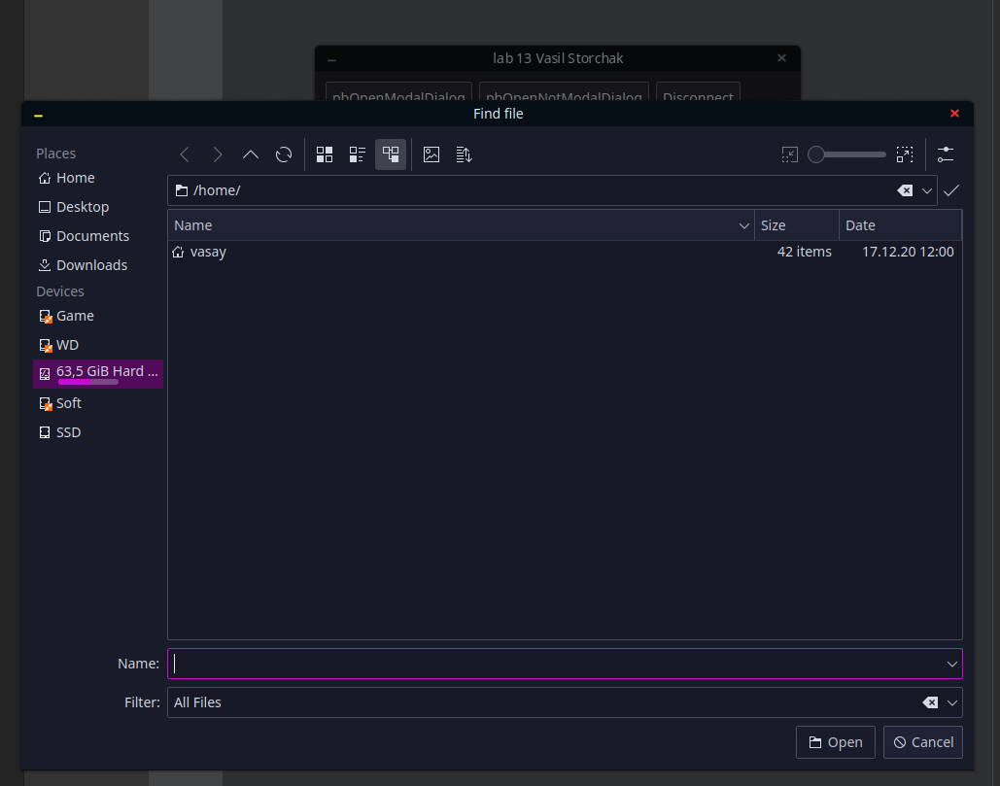 lab 13 Vasil Storchak
pbOpenModalDialog pbOpenNotModalDialog Disconnect
Find file
Places
Home
Desktop
Documents
Downloads
Devices
Game
WD
63,5 GiB Hard ...
Soft
SSD
/home/
Name Size Date
vasay 42 items 17.12.20 12:00
Name:
Filter: All Files
Open Cancel